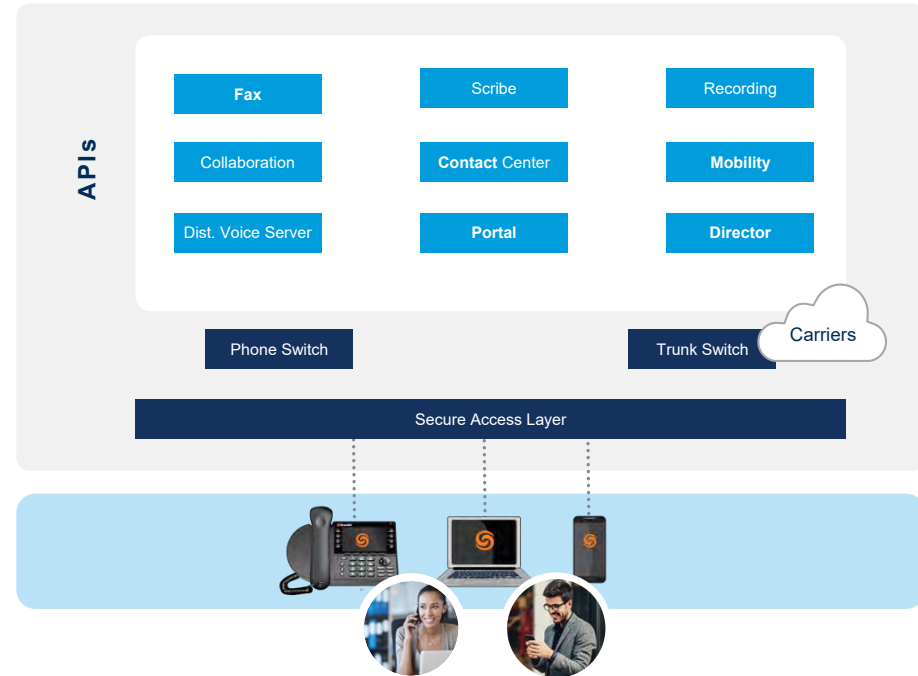 APIs
Fax
Scribe
Recording
Collaboration
Contact Center
Mobility
Dist. Voice Server
Portal
Director
Phone Switch
Trunk Switch
Carriers
Secure Access Layer